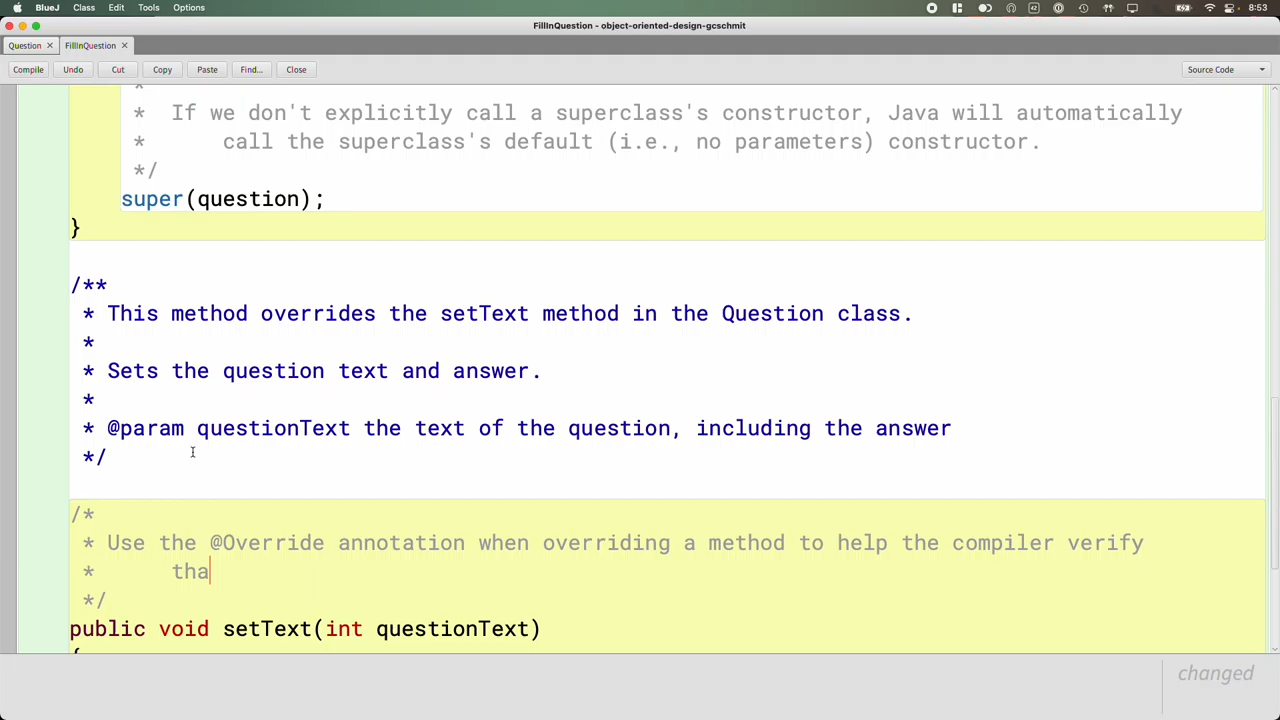 BlueJ Class Edit Tools Options 42 8:53
FillInQuestion - object-oriented-design-gcschmit
Question FillInQuestion
Compile Undo Cut Copy Paste Find... Close Source Code
*
* If we don't explicitly call a superclass's constructor, Java will automatically
* call the superclass's default (i.e., no parameters) constructor.
*/
super(question);
}
/**
* This method overrides the setText method in the Question class.
*
* Sets the question text and answer.
*
* @param questionText the text of the question, including the answer
*/
/*
* Use the @Override annotation when overriding a method to help the compiler verify
* tha
*/
public void setText(int questionText)
{
changed